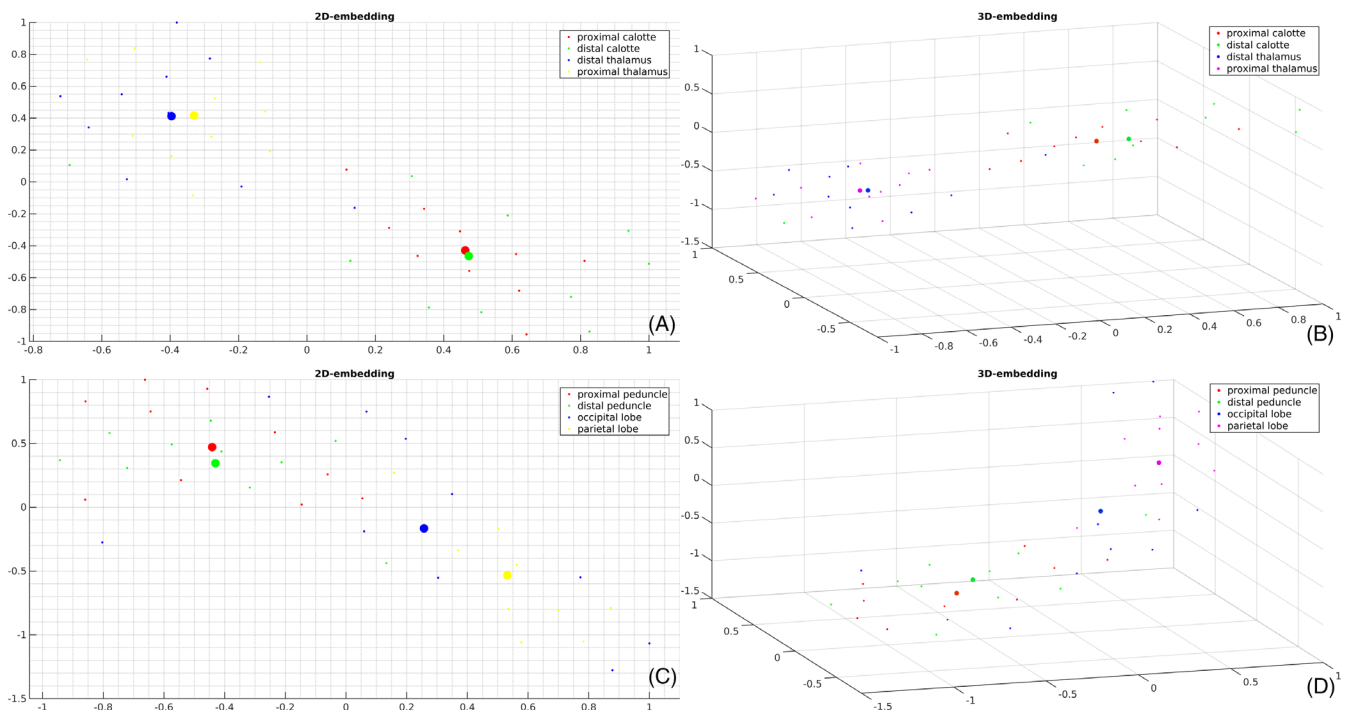 2D-embedding
proximal calotte
distal calotte
distal thalamus
proximal thalamus
1
0.8
0.6
0.4
0.2
0
-0.2
-0.4
-0.6
-0.8
-1
-0.8 -0.6 -0.4 -0.2 0 0.2 0.4 0.6 0.8 1
(A)
3D-embedding
proximal calotte
distal calotte
distal thalamus
proximal thalamus
1
0.5
0
-0.5
-1
-1.5
1
0.5
0
-0.5
-1
-1 -0.8 -0.6 -0.4 -0.2 0 0.2 0.4 0.6 0.8 1
(B)
2D-embedding
proximal peduncle
distal peduncle
occipital lobe
parietal lobe
1
0.5
0
-0.5
-1
-1.5
-1 -0.8 -0.6 -0.4 -0.2 0 0.2 0.4 0.6 0.8 1
(C)
3D-embedding
proximal peduncle
distal peduncle
occipital lobe
parietal lobe
1
0.5
0
-0.5
-1
-1.5
1
0.5
0
-0.5
-1.5 -1 -0.5 0 0.5 1
(D)